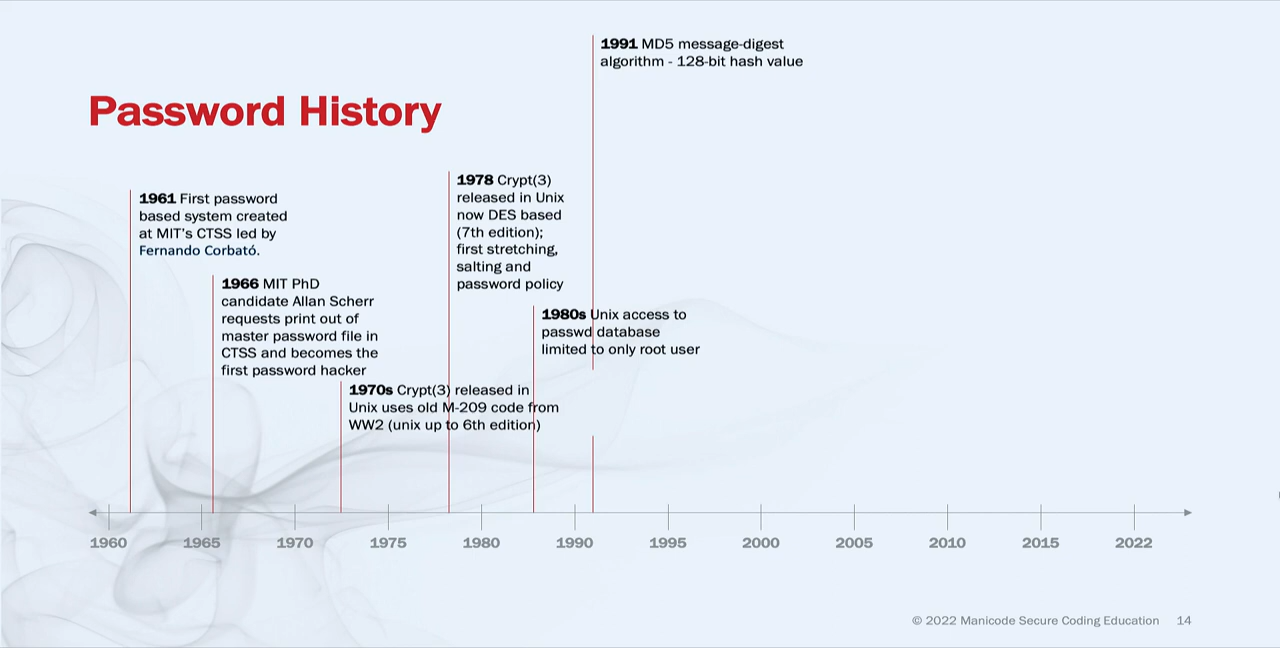 1991 MD5 message-digest
algorithm - 128-bit hash value
Password History
1961 First password
based system created
at MIT's CTSS led by
Fernando Corbató.
1966 MIT PhD
candidate Allan Scherr
requests print out of
master password file in
CTSS and becomes the
first password hacker
1970s Crypt(3) released in
Unix uses old M-209 code from
WW2 (unix up to 6th edition)
1978 Crypt(3)
released in Unix
now DES based
(7th edition);
first stretching,
salting and
password policy
1980s Unix access to
passwd database
limited to only root user
1960 1965 1970 1975 1980 1990 1995 2000 2005 2010 2015 2022
© 2022 Manicode Secure Coding Education 14